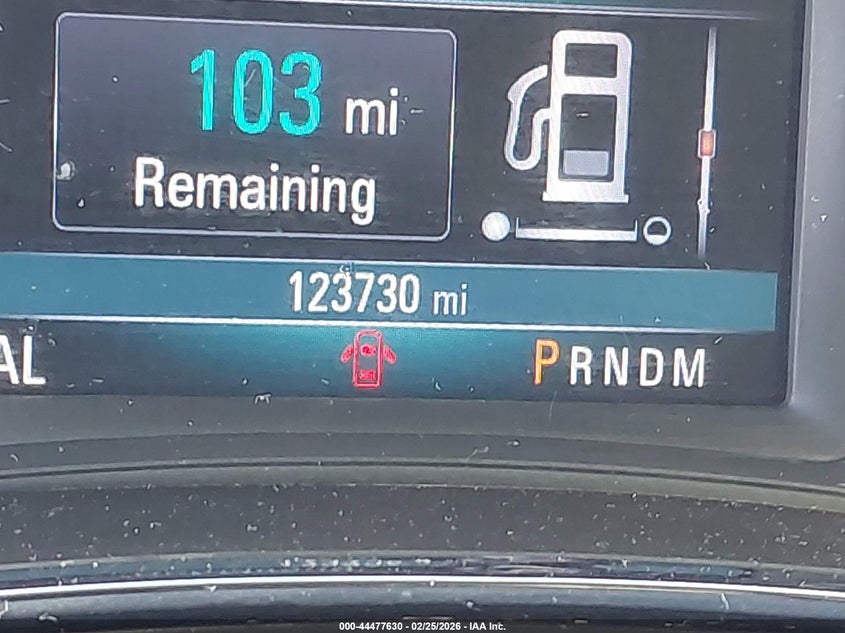 103 mi
Remaining
123730 mi
AL PRNDM
000-44477630 - 02/25/2026 - IAA Inc.